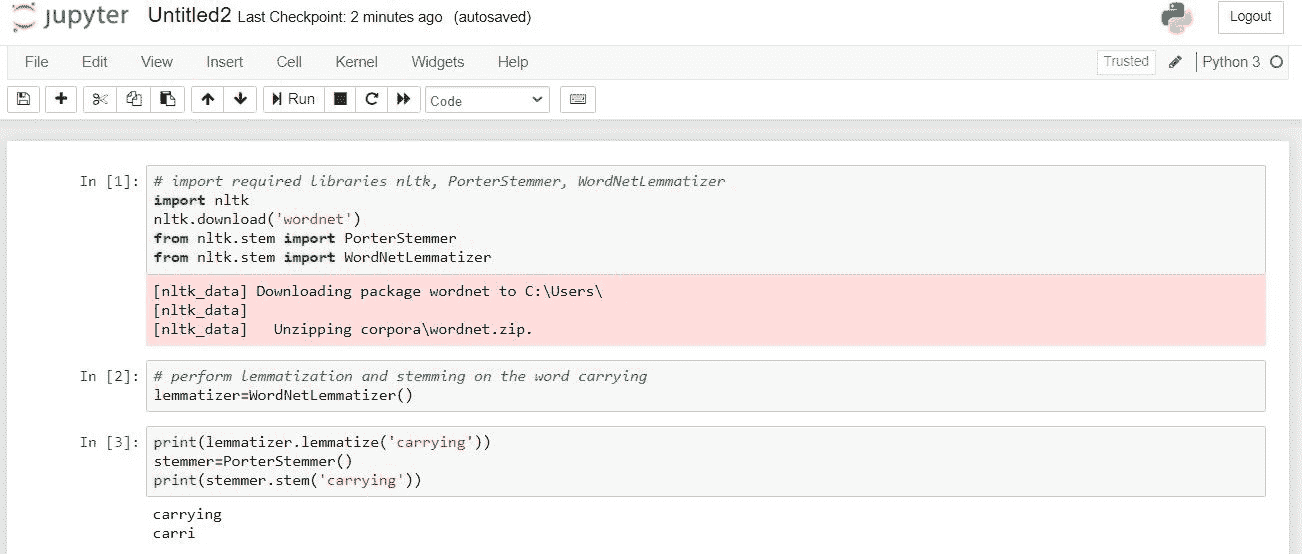 jupyter Untitled2 Last Checkpoint: 2 minutes ago (autosaved)
Logout
File Edit View Insert Cell Kernel Widgets Help
Trusted Python 3
Run Code
In [1]: # import required libraries nltk, PorterStemmer, WordNetLemmatizer
import nltk
nltk.download('wordnet')
from nltk.stem import PorterStemmer
from nltk.stem import WordNetLemmatizer
[nltk_data] Downloading package wordnet to C:\Users\
[nltk_data]
[nltk_data]   Unzipping corpora\wordnet.zip.
In [2]: # perform lemmatization and stemming on the word carrying
lemmatizer=WordNetLemmatizer()
In [3]: print(lemmatizer.lemmatize('carrying'))
stemmer=PorterStemmer()
print(stemmer.stem('carrying'))
carrying
carri